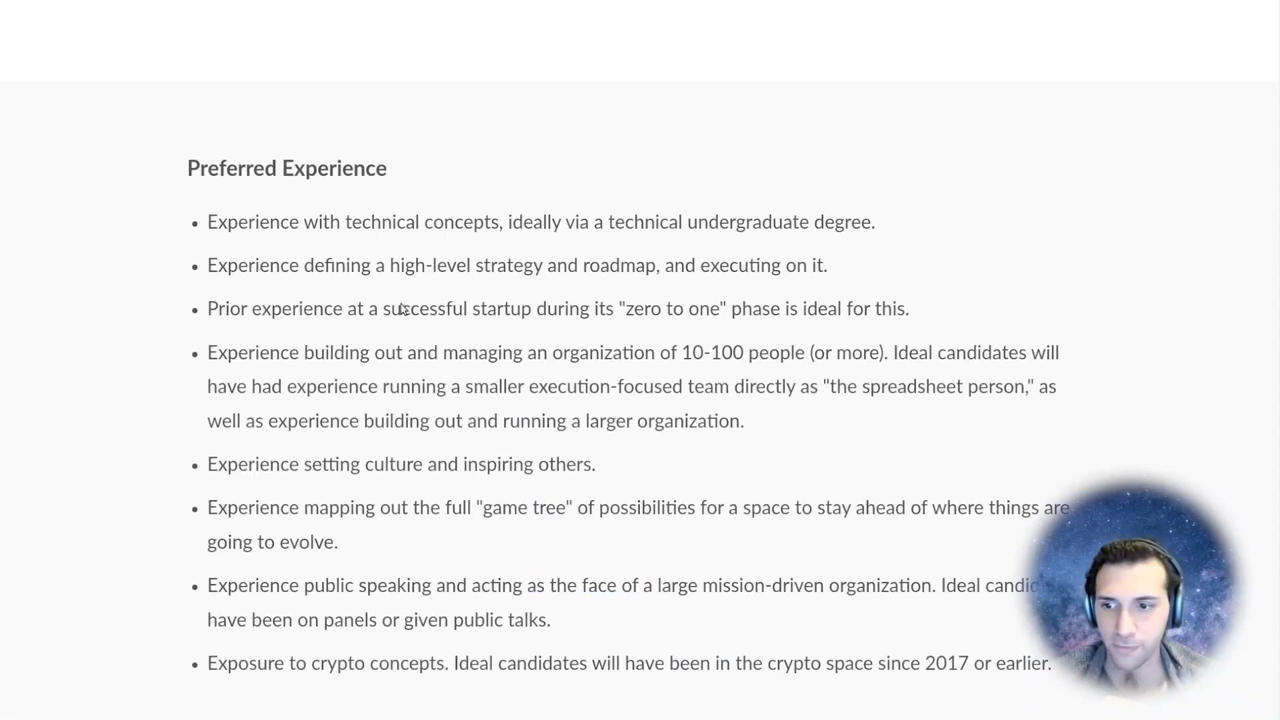 Preferred Experience
• Experience with technical concepts, ideally via a technical undergraduate degree.
• Experience defining a high-level strategy and roadmap, and executing on it.
• Prior experience at a successful startup during its "zero to one" phase is ideal for this.
• Experience building out and managing an organization of 10-100 people (or more). Ideal candidates will
have had experience running a smaller execution-focused team directly as "the spreadsheet person," as
well as experience building out and running a larger organization.
• Experience setting culture and inspiring others.
• Experience mapping out the full "game tree" of possibilities for a space to stay ahead of where things are
going to evolve.
• Experience public speaking and acting as the face of a large mission-driven organization. Ideal
have been on panels or given public talks.
• Exposure to crypto concepts. Ideal candidates will have been in the crypto space since 2017 or earlier.